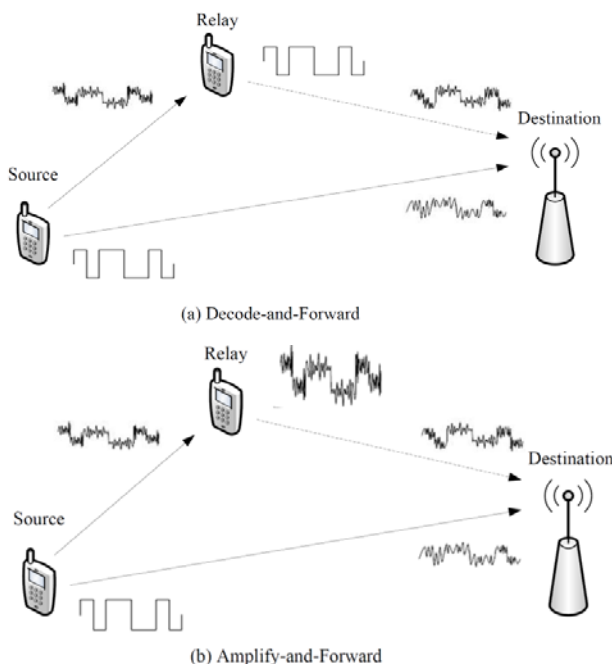 Relay
Destination
Source
(a) Decode-and-Forward
Relay
Destination
Source
(b) Amplify-and-Forward